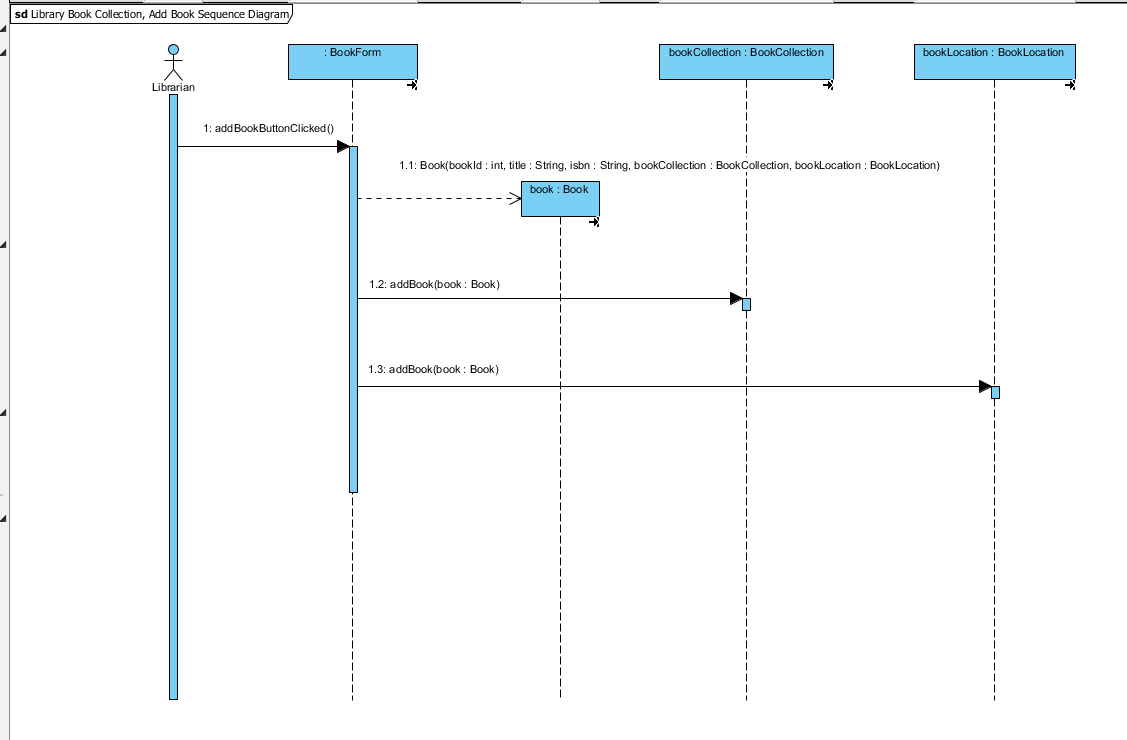 sd Library Book Collection, Add Book Sequence Diagram
: BookForm
bookCollection : BookCollection
bookLocation : BookLocation
Librarian
1: addBookButtonClicked()
1.1: Book(bookId : int, title : String, isbn : String, bookCollection : BookCollection, bookLocation : BookLocation)
book : Book
1.2: addBook(book : Book)
1.3: addBook(book : Book)